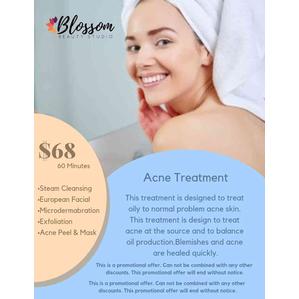 Blossom
BEAUTY STUDIO
$68
60 Minutes
•Steam Cleansing
•European Facial
•Microdermabration
•Exfoliation
•Acne Peel & Mask
Acne Treatment
This treatment is designed to treat
oily to normal problem acne skin.
This treatment is design to treat
acne at the source and to balance
oil production.Blemishes and acne
are healed quickly.
This is a promotional offer. Can not be combined with any other
discounts. This promotional offer will end without notice.
This is a promotional offer. Can not be combined with any other
discounts. This promotional offer will end without notice.